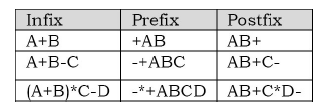 Infix Prefix Postfix
A+B +AB AB+
A+B-C -+ABC AB+C-
(A+B)*C-D -*+ABCD AB+C*D-